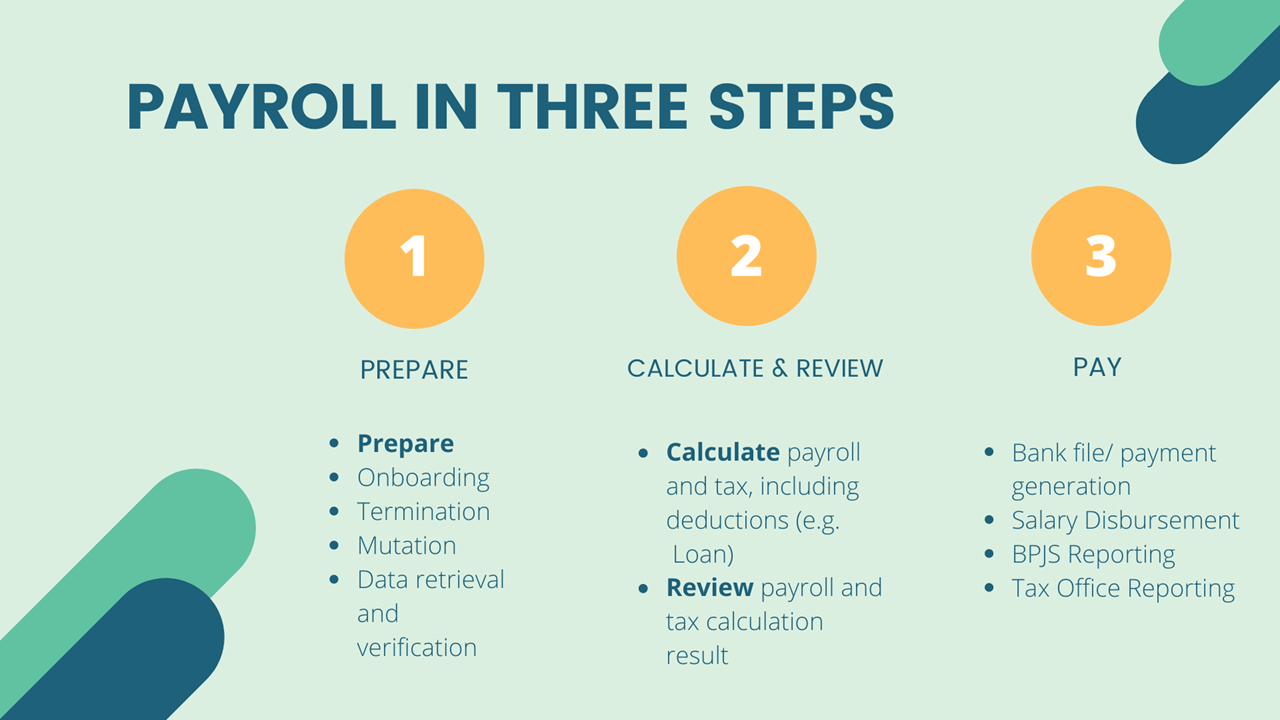 PAYROLL IN THREE STEPS
1
PREPARE
• Prepare
• Onboarding
• Termination
• Mutation
• Data retrieval
and
verification
2
CALCULATE & REVIEW
• Calculate payroll
and tax, including
deductions (e.g.
Loan)
• Review payroll and
tax calculation
result
3
PAY
• Bank file/ payment
generation
• Salary Disbursement
• BPJS Reporting
• Tax Office Reporting